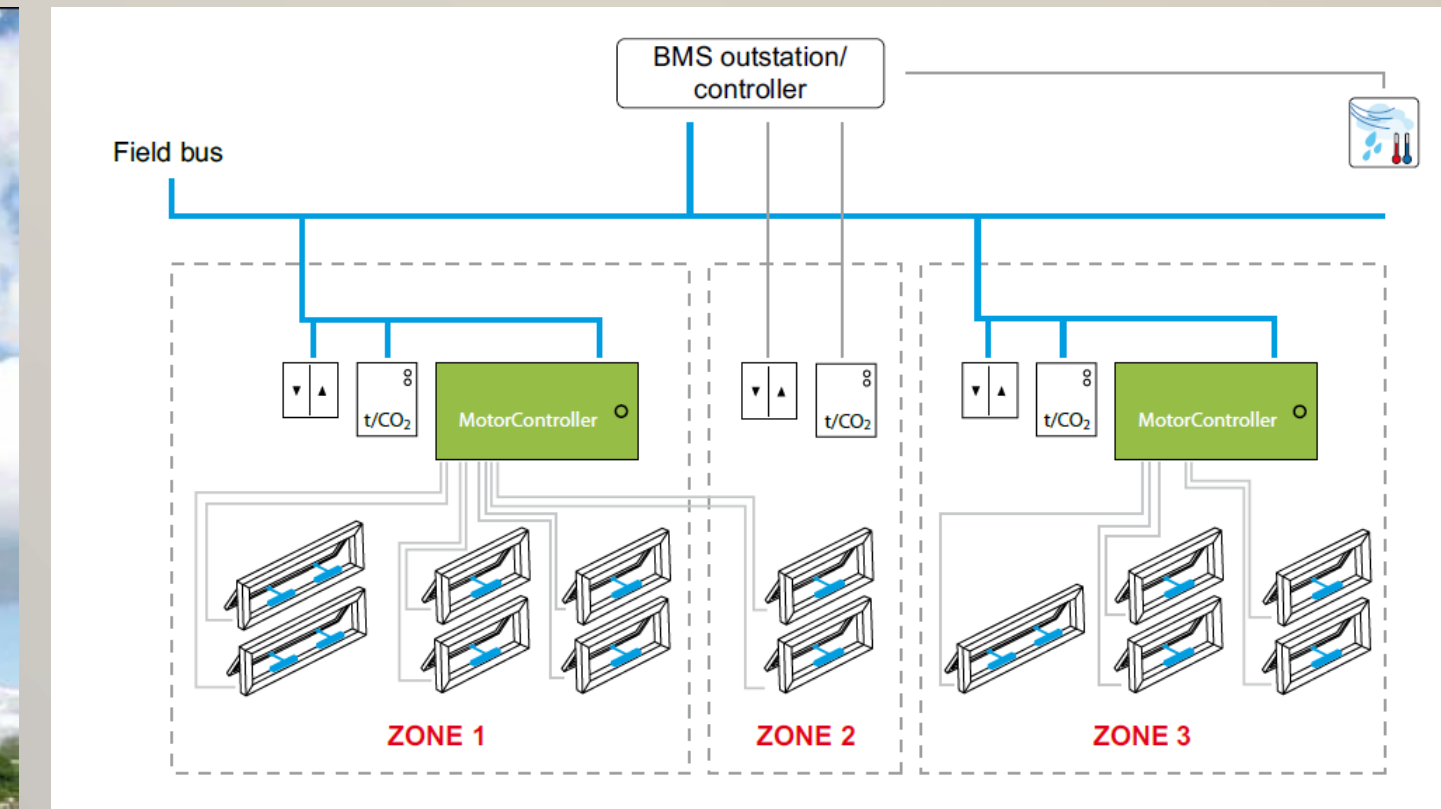 BMS outstation/
controller
Field bus
t/CO₂
MotorController
t/CO₂
t/CO₂
MotorController
ZONE 1
ZONE 2
ZONE 3